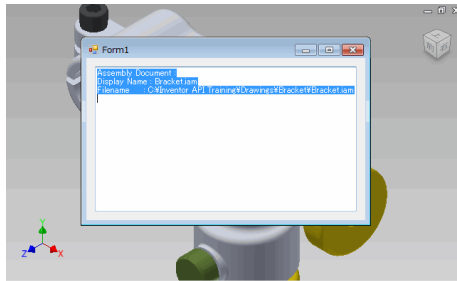 Form1
Assembly Document :
Display Name : Bracket.iam
Filename : C:¥Inventor API Training¥Drawings¥Bracket¥Bracket.iam
Y
Z
X